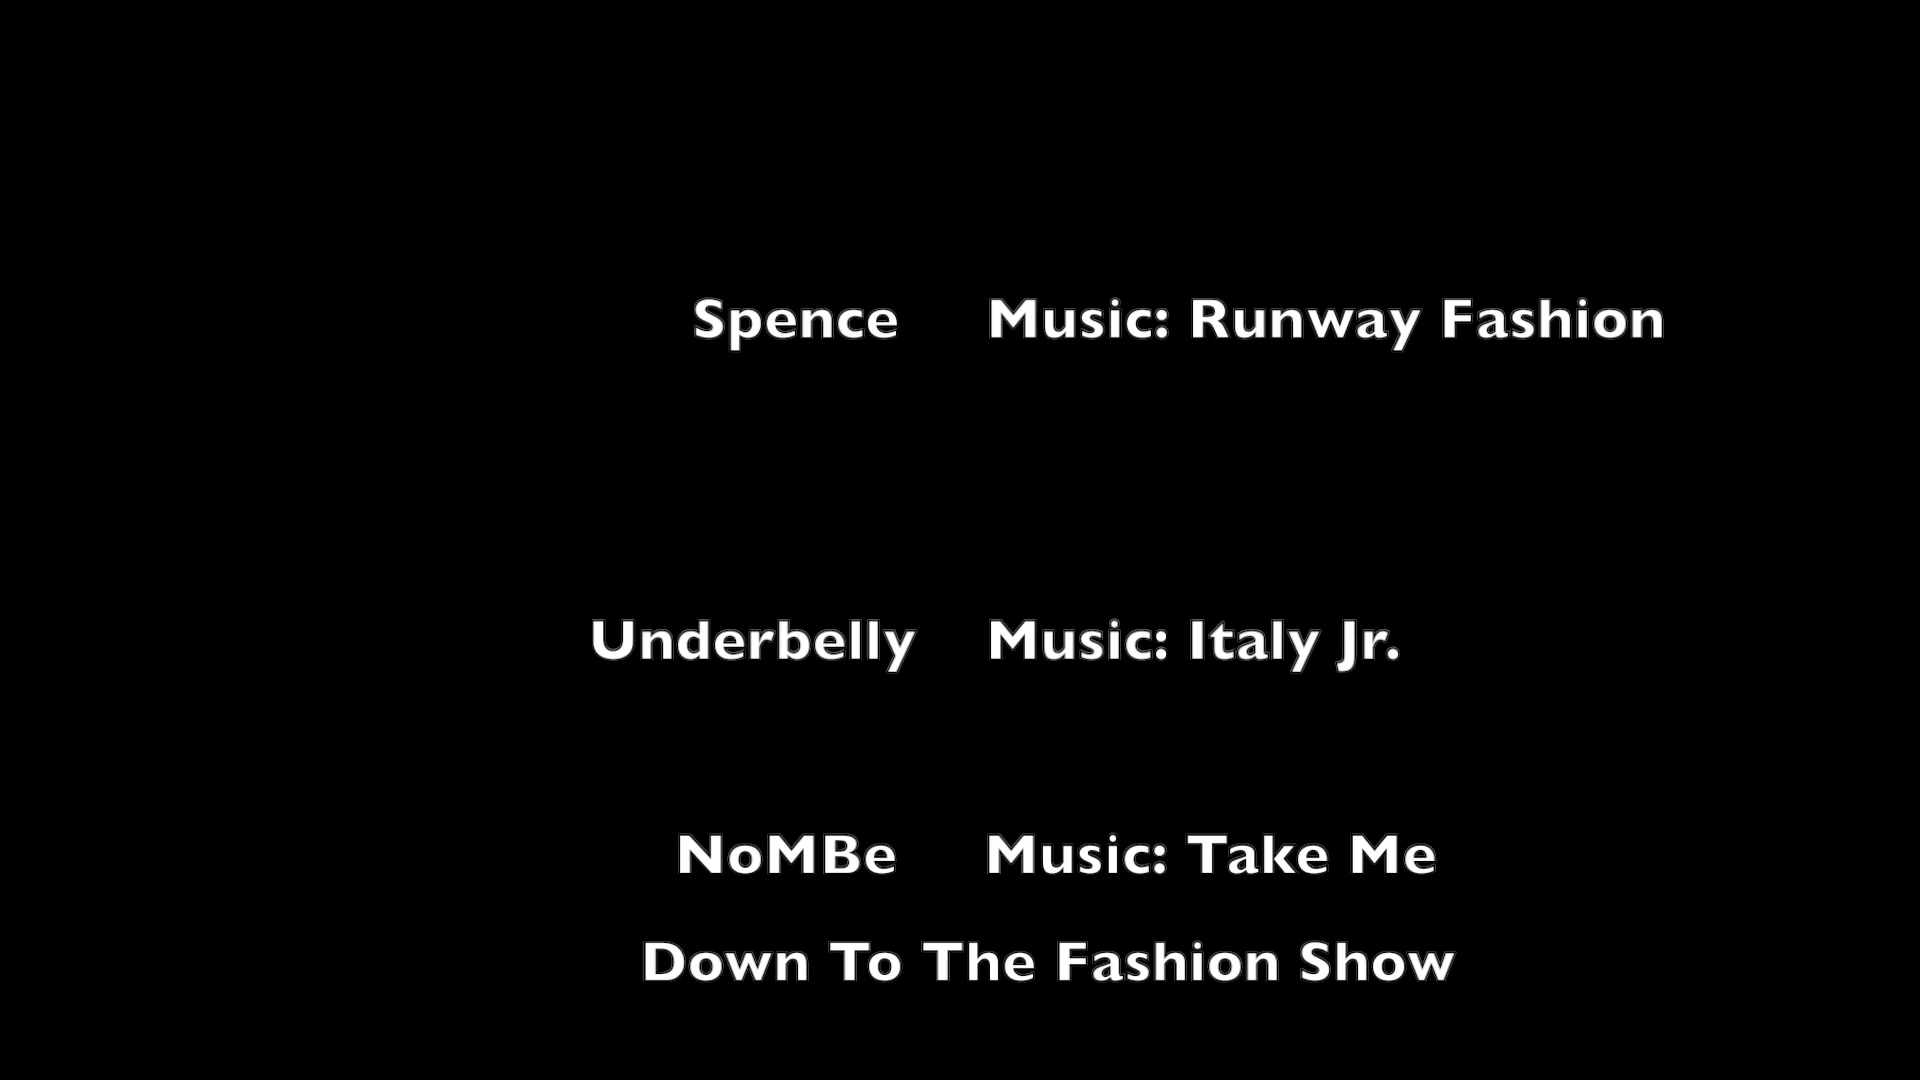 Spence Music: Runway Fashion
Underbelly Music: Italy Jr.
NoMBe Music: Take Me
Down To The Fashion Show